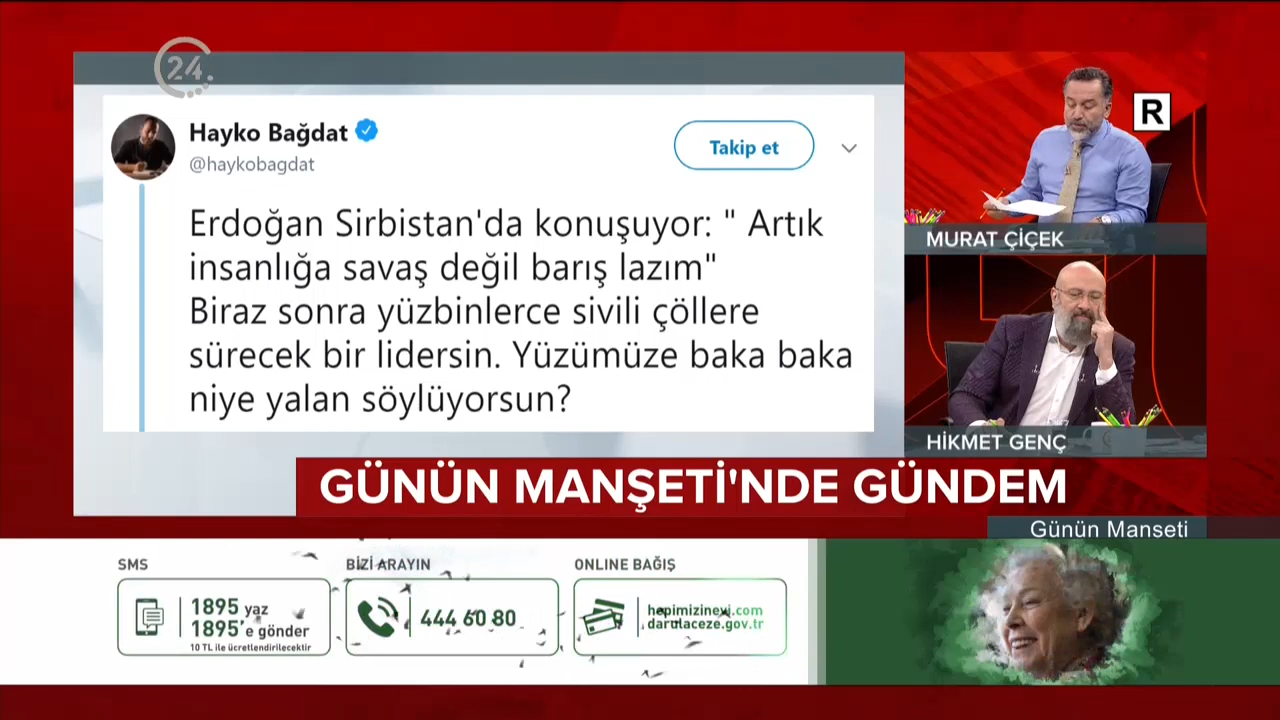 24
Hayko Bağdat
@haykobagdat
Takip et
Erdoğan Sirbistan'da konuşuyor: " Artık
insanlığa savaş değil barış lazım"
Biraz sonra yüzbinlerce sivili çöllere
sürecek bir lidersin. Yüzümüze baka baka
niye yalan söylüyorsun?
R
MURAT ÇİÇEK
HİKMET GENÇ
GÜNÜN MANŞETİ'NDE GÜNDEM
Günün Manseti
SMS
1895 yaz
1895'e gönder
10 TL ile ücretlendirilecektir
BİZİ ARAYIN
444 60 80
ONLINE BAĞIŞ
hepimizinevi.com
darulaceze.gov.tr